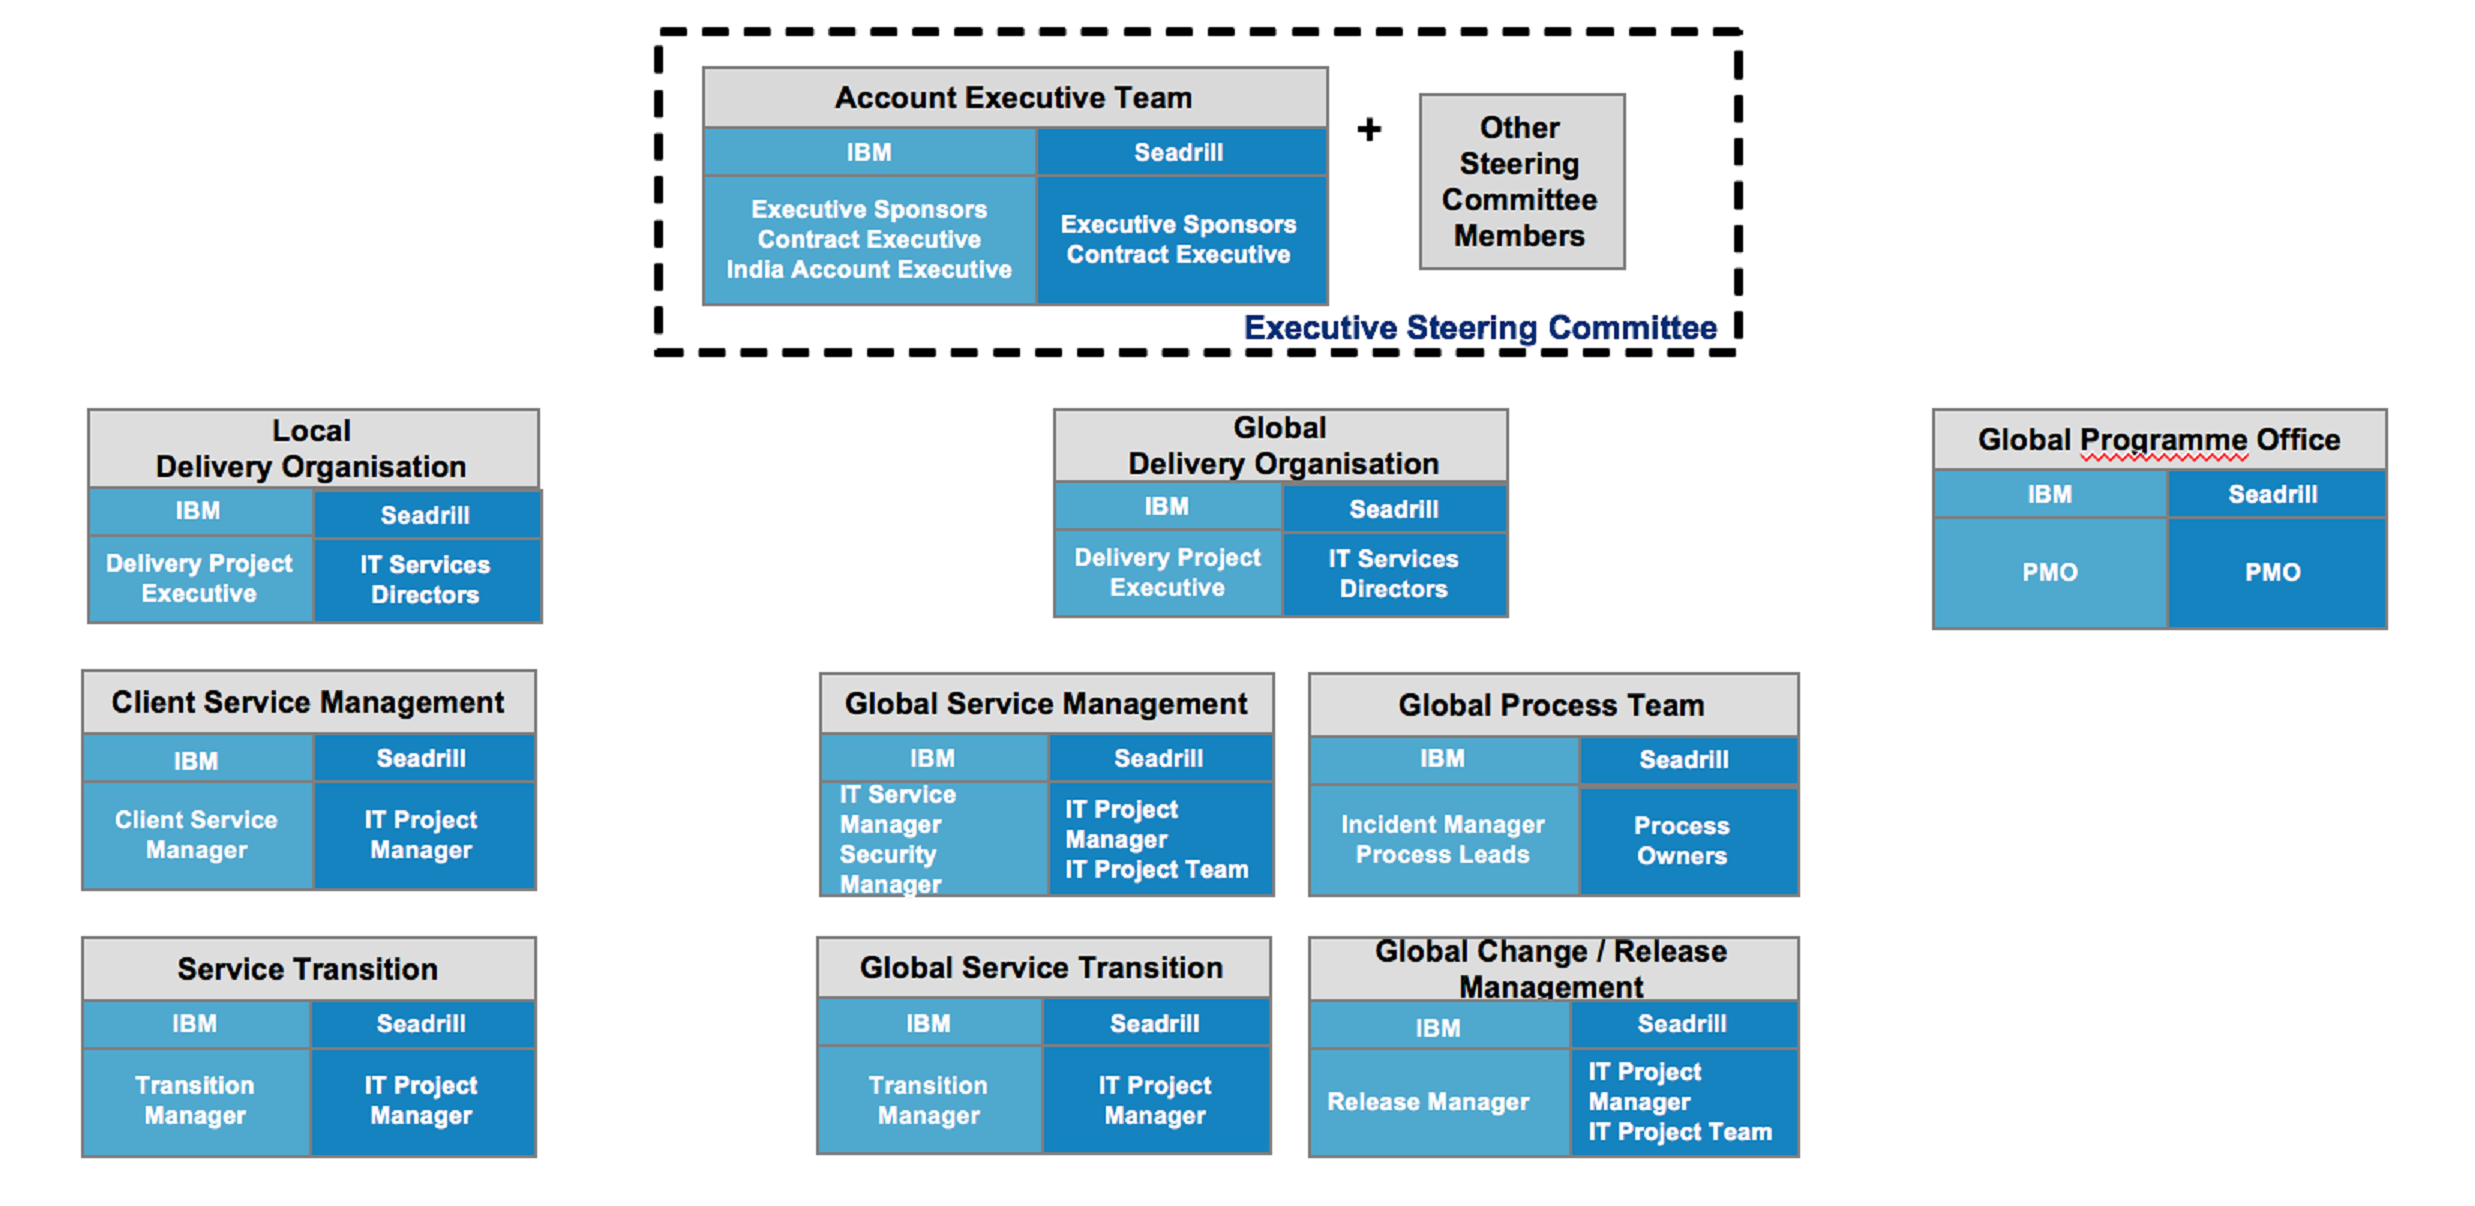 Account Executive Team
IBM
Seadrill
Executive Sponsors
Contract Executive
India Account Executive
Executive Sponsors
Contract Executive
+
Other
Steering
Committee
Members
Executive Steering Committee
Local
Delivery Organisation
IBM
Seadrill
Delivery Project
Executive
IT Services
Directors
Global
Delivery Organisation
IBM
Seadrill
Delivery Project
Executive
IT Services
Directors
Global Programme Office
IBM
Seadrill
PMO
PMO
Client Service Management
IBM
Seadrill
Client Service
Manager
IT Project
Manager
Global Service Management
IBM
Seadrill
IT Service
Manager
Security
Manager
IT Project
Manager
IT Project Team
Global Process Team
IBM
Seadrill
Incident Manager
Process Leads
Process
Owners
Service Transition
IBM
Seadrill
Transition
Manager
IT Project
Manager
Global Service Transition
IBM
Seadrill
Transition
Manager
IT Project
Manager
Global Change / Release
Management
IBM
Seadrill
Release Manager
IT Project
Manager
IT Project Team